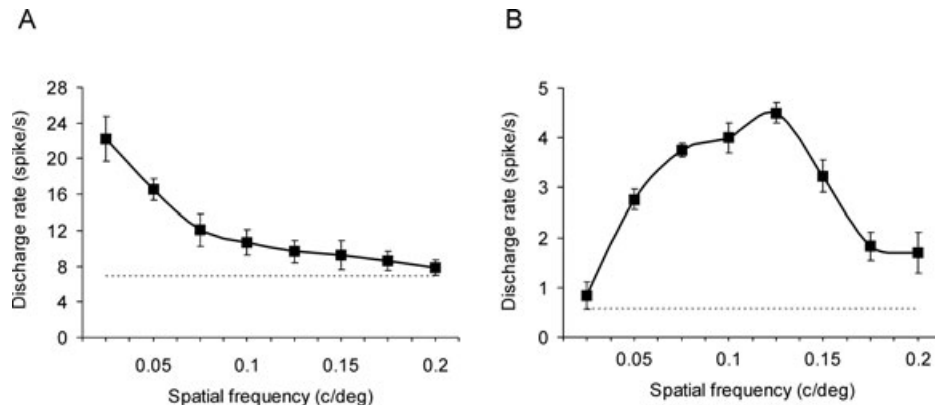 A
Discharge rate (spike/s)
28
24
20
16
12
8
4
0
0.05 0.1 0.15 0.2
Spatial frequency (c/deg)
B
Discharge rate (spike/s)
5
4
3
2
1
0
0.05 0.1 0.15 0.2
Spatial frequency (c/deg)